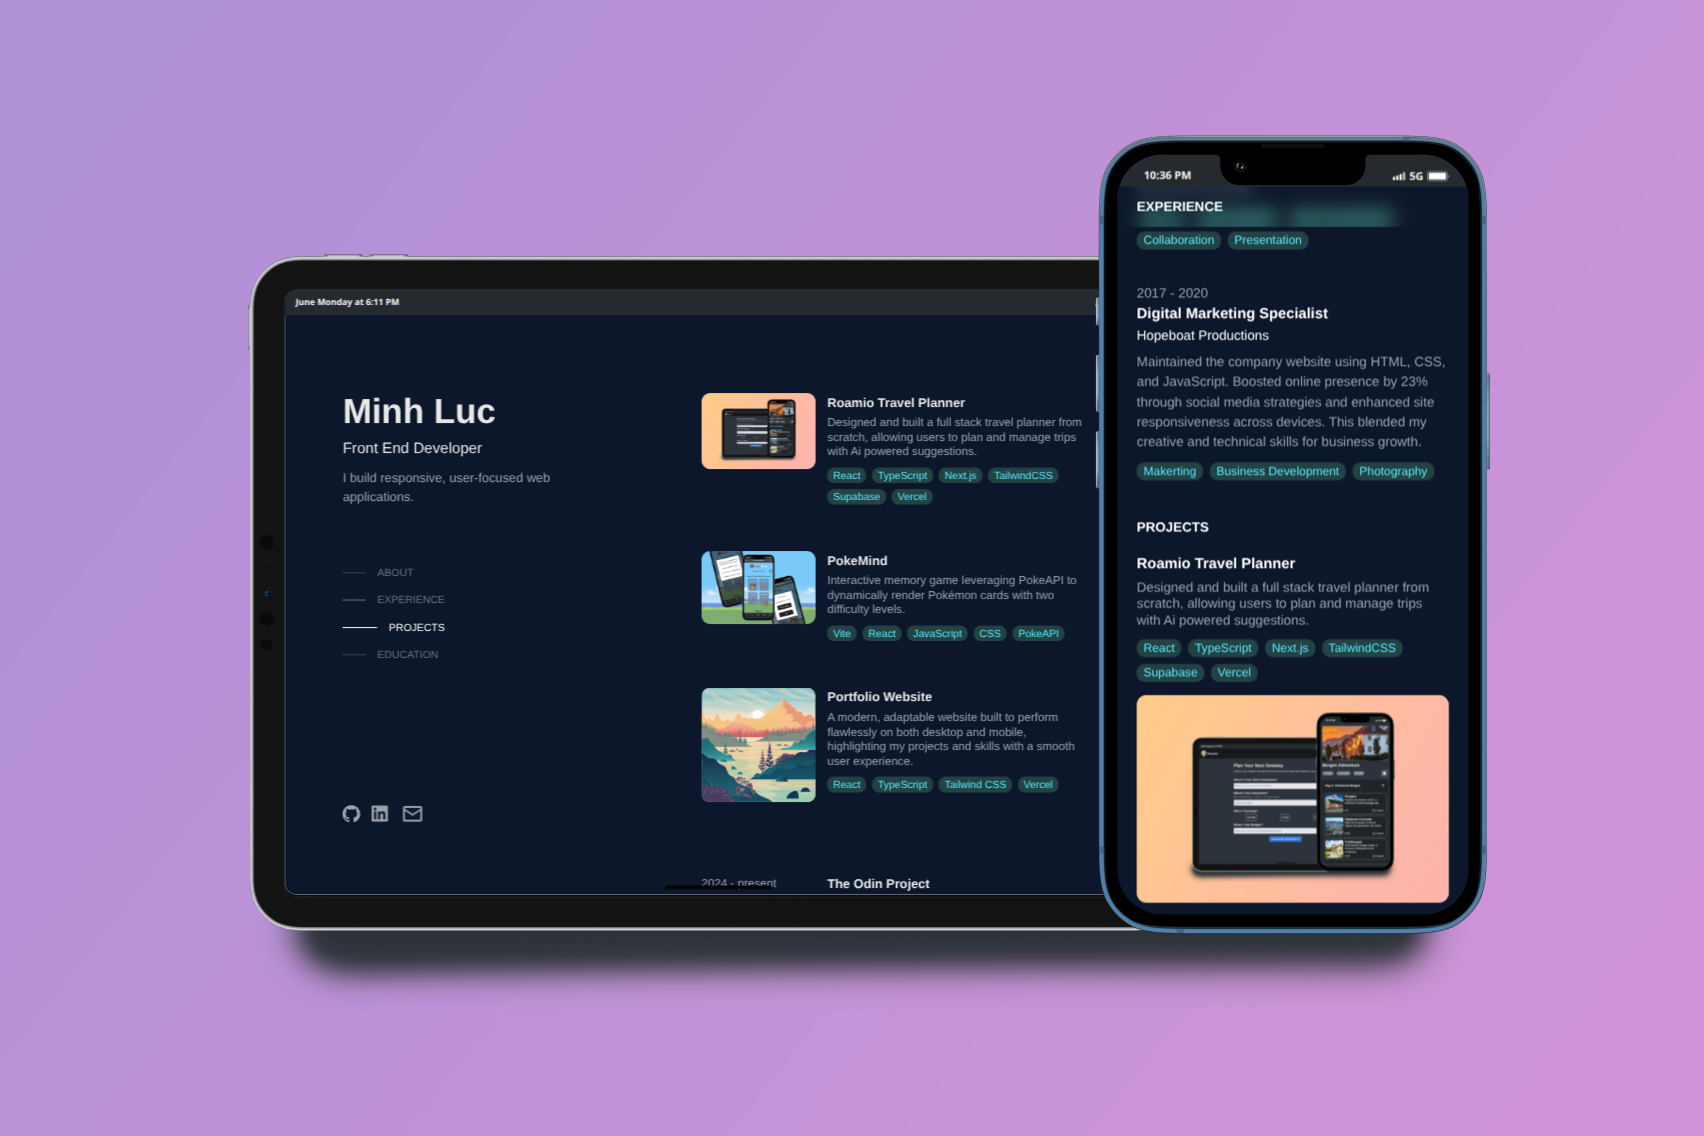 June Monday at 6:11 PM
Minh Luc
Front End Developer
I build responsive, user-focused web
applications.
ABOUT
EXPERIENCE
PROJECTS
EDUCATION
Roamio Travel Planner
Designed and built a full stack travel planner from
scratch, allowing users to plan and manage trips
with Ai powered suggestions.
React TypeScript Next.js TailwindCSS
Supabase Vercel
PokeMind
Interactive memory game leveraging PokeAPI to
dynamically render Pokémon cards with two
difficulty levels.
Vite React JavaScript CSS PokeAPI
Portfolio Website
A modern, adaptable website built to perform
flawlessly on both desktop and mobile,
highlighting my projects and skills with a smooth
user experience.
React TypeScript Tailwind CSS Vercel
2024 - present
The Odin Project
10:36 PM 5G
EXPERIENCE
Collaboration Presentation
2017 - 2020
Digital Marketing Specialist
Hopeboat Productions
Maintained the company website using HTML, CSS,
and JavaScript. Boosted online presence by 23%
through social media strategies and enhanced site
responsiveness across devices. This blended my
creative and technical skills for business growth.
Makerting Business Development Photography
PROJECTS
Roamio Travel Planner
Designed and built a full stack travel planner from
scratch, allowing users to plan and manage trips
with Ai powered suggestions.
React TypeScript Next.js TailwindCSS
Supabase Vercel
Plan Your Next Getaway
Bergen Adventure